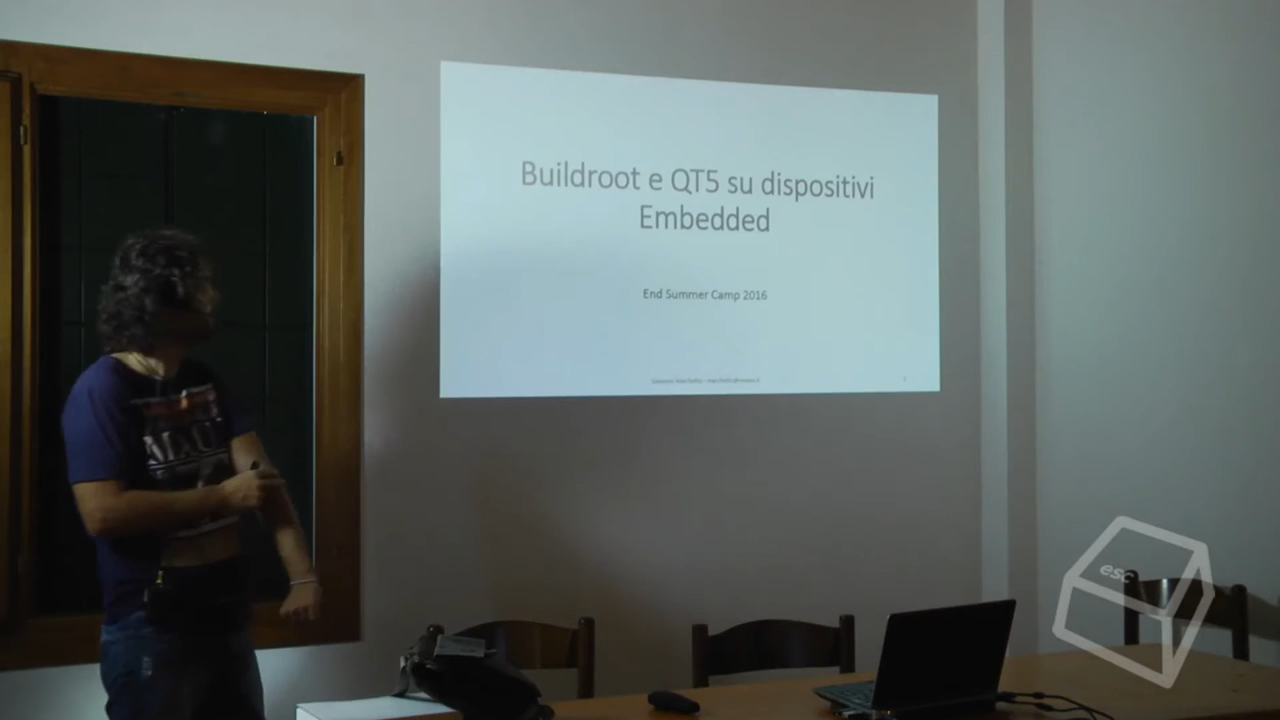 Buildroot e QT5 su dispositivi
Embedded
End Summer Camp 2016
esc